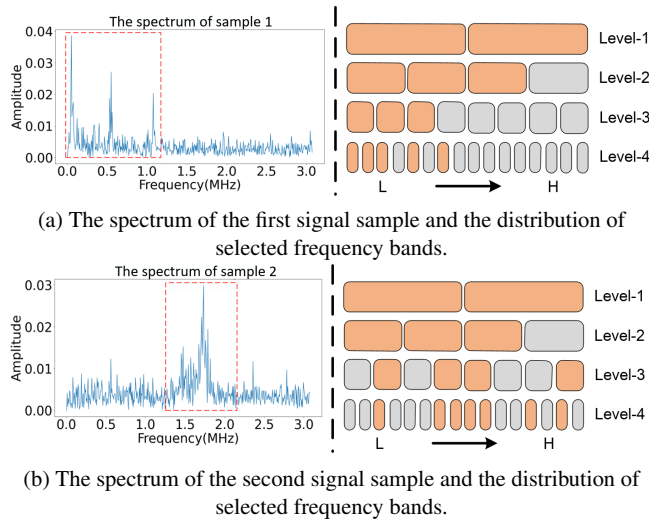 The spectrum of sample 1
Amplitude
0.04
0.03
0.02
0.01
0.00
0.0 0.5 1.0 1.5 2.0 2.5 3.0
Frequency(MHz)
Level-1
Level-2
Level-3
Level-4
L H
(a) The spectrum of the first signal sample and the distribution of
selected frequency bands.
The spectrum of sample 2
Amplitude
0.03
0.02
0.01
0.00
0.0 0.5 1.0 1.5 2.0 2.5 3.0
Frequency(MHz)
Level-1
Level-2
Level-3
Level-4
L H
(b) The spectrum of the second signal sample and the distribution of
selected frequency bands.